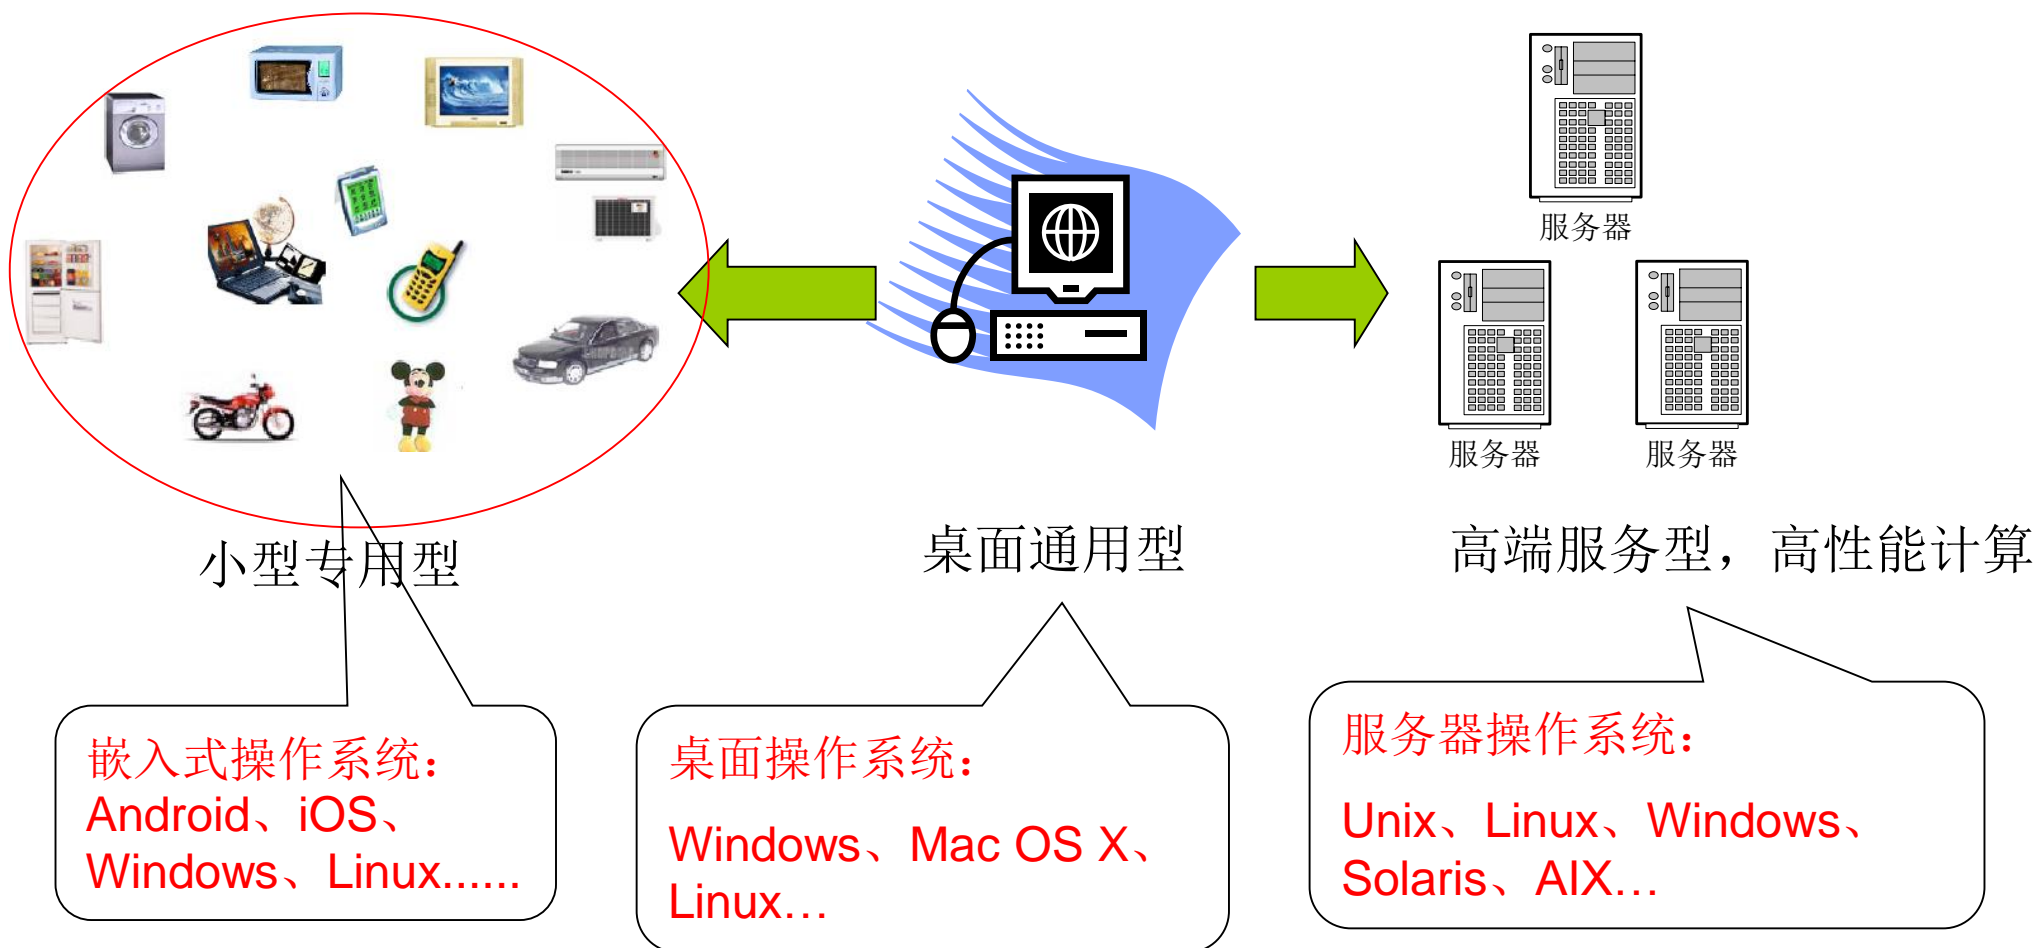 服务器
服务器
服务器
小型专用型
桌面通用型
高端服务型，高性能计算
嵌入式操作系统：
Android、iOS、
Windows、Linux......
桌面操作系统：
Windows、Mac OS X、
Linux…
服务器操作系统：
Unix、Linux、Windows、
Solaris、AIX…